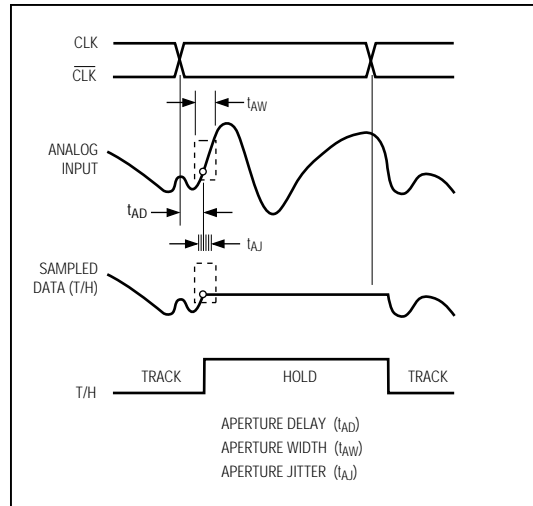 CLK
CLK
tAW
ANALOG
INPUT
tAD
tAJ
SAMPLED
DATA (T/H)
TRACK
HOLD
TRACK
T/H
APERTURE DELAY (tAD)
APERTURE WIDTH (tAW)
APERTURE JITTER (tAJ)